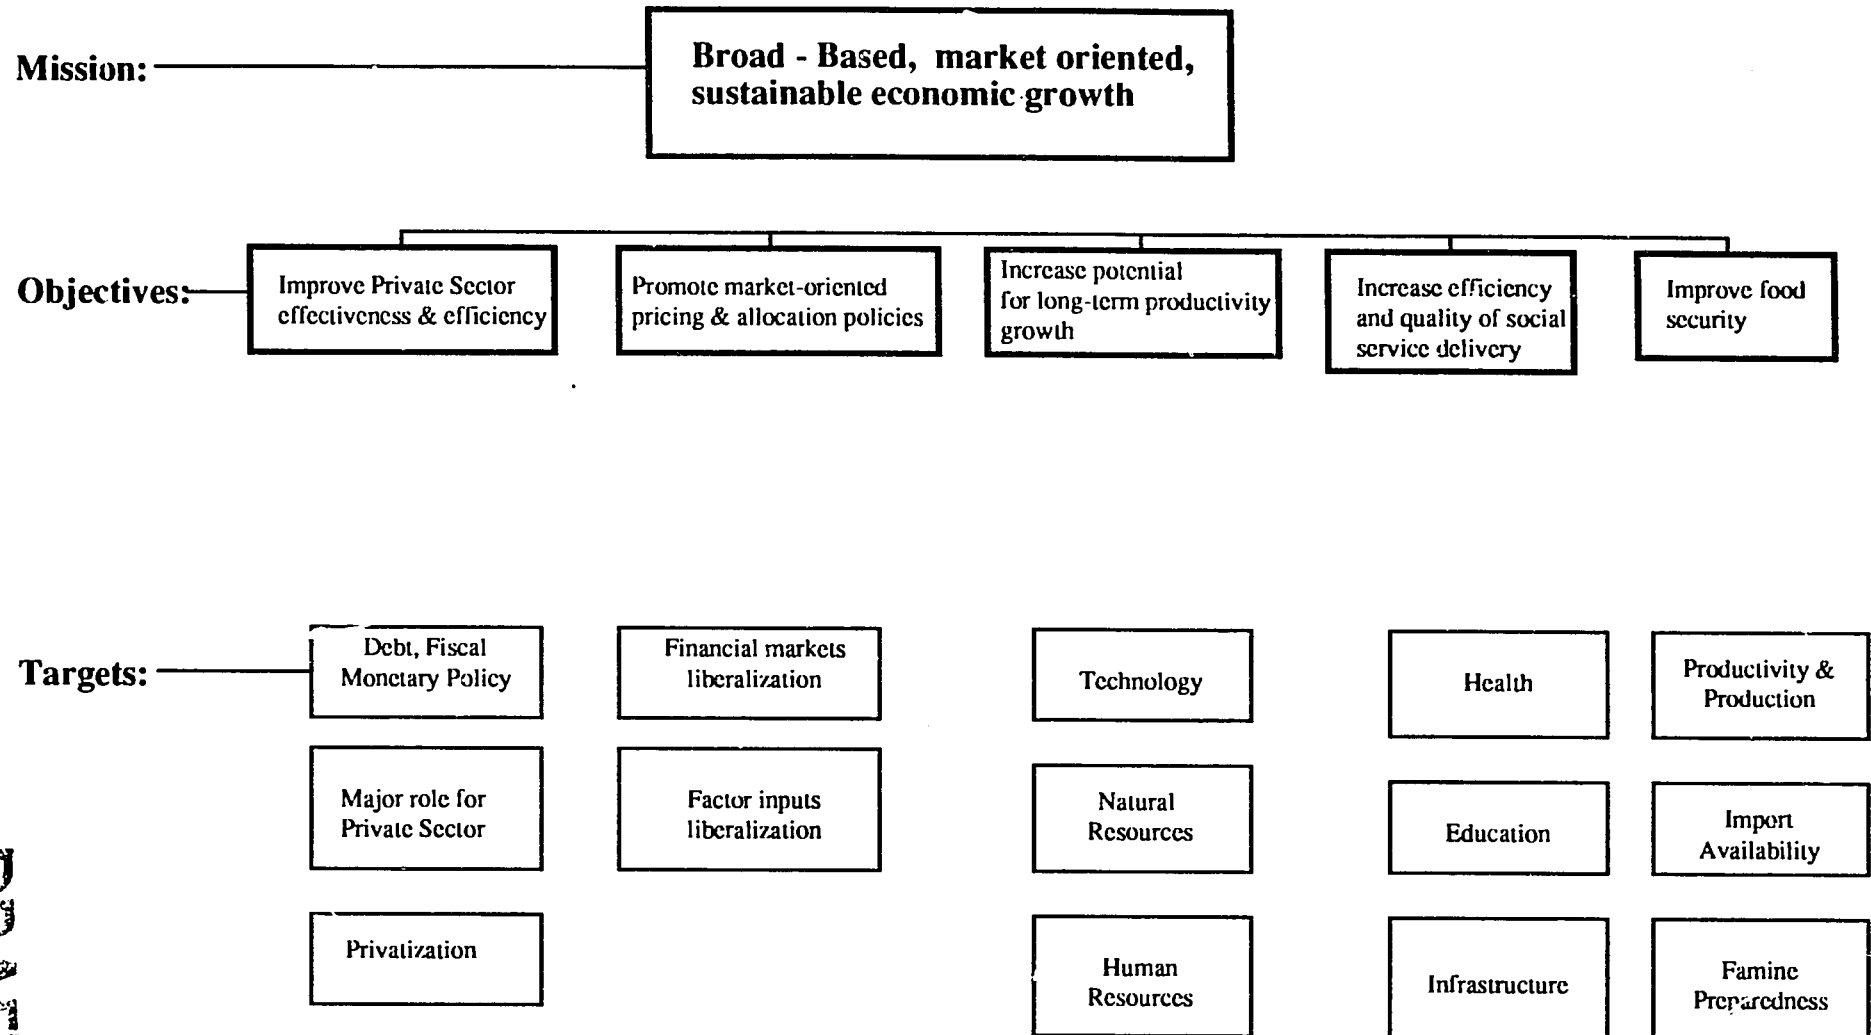 Mission:
Broad - Based, market oriented,
sustainable economic growth
Objectives:
Improve Private Sector
effectiveness & efficiency
Promote market-oriented
pricing & allocation policies
Increase potential
for long-term productivity
growth
Increase efficiency
and quality of social
service delivery
Improve food
security
Targets:
Debt, Fiscal
Monetary Policy
Financial markets
liberalization
Technology
Health
Productivity &
Production
Major role for
Private Sector
Factor inputs
liberalization
Natural
Resources
Education
Import
Availability
Privatization
Human
Resources
Infrastructure
Famine
Preparedness